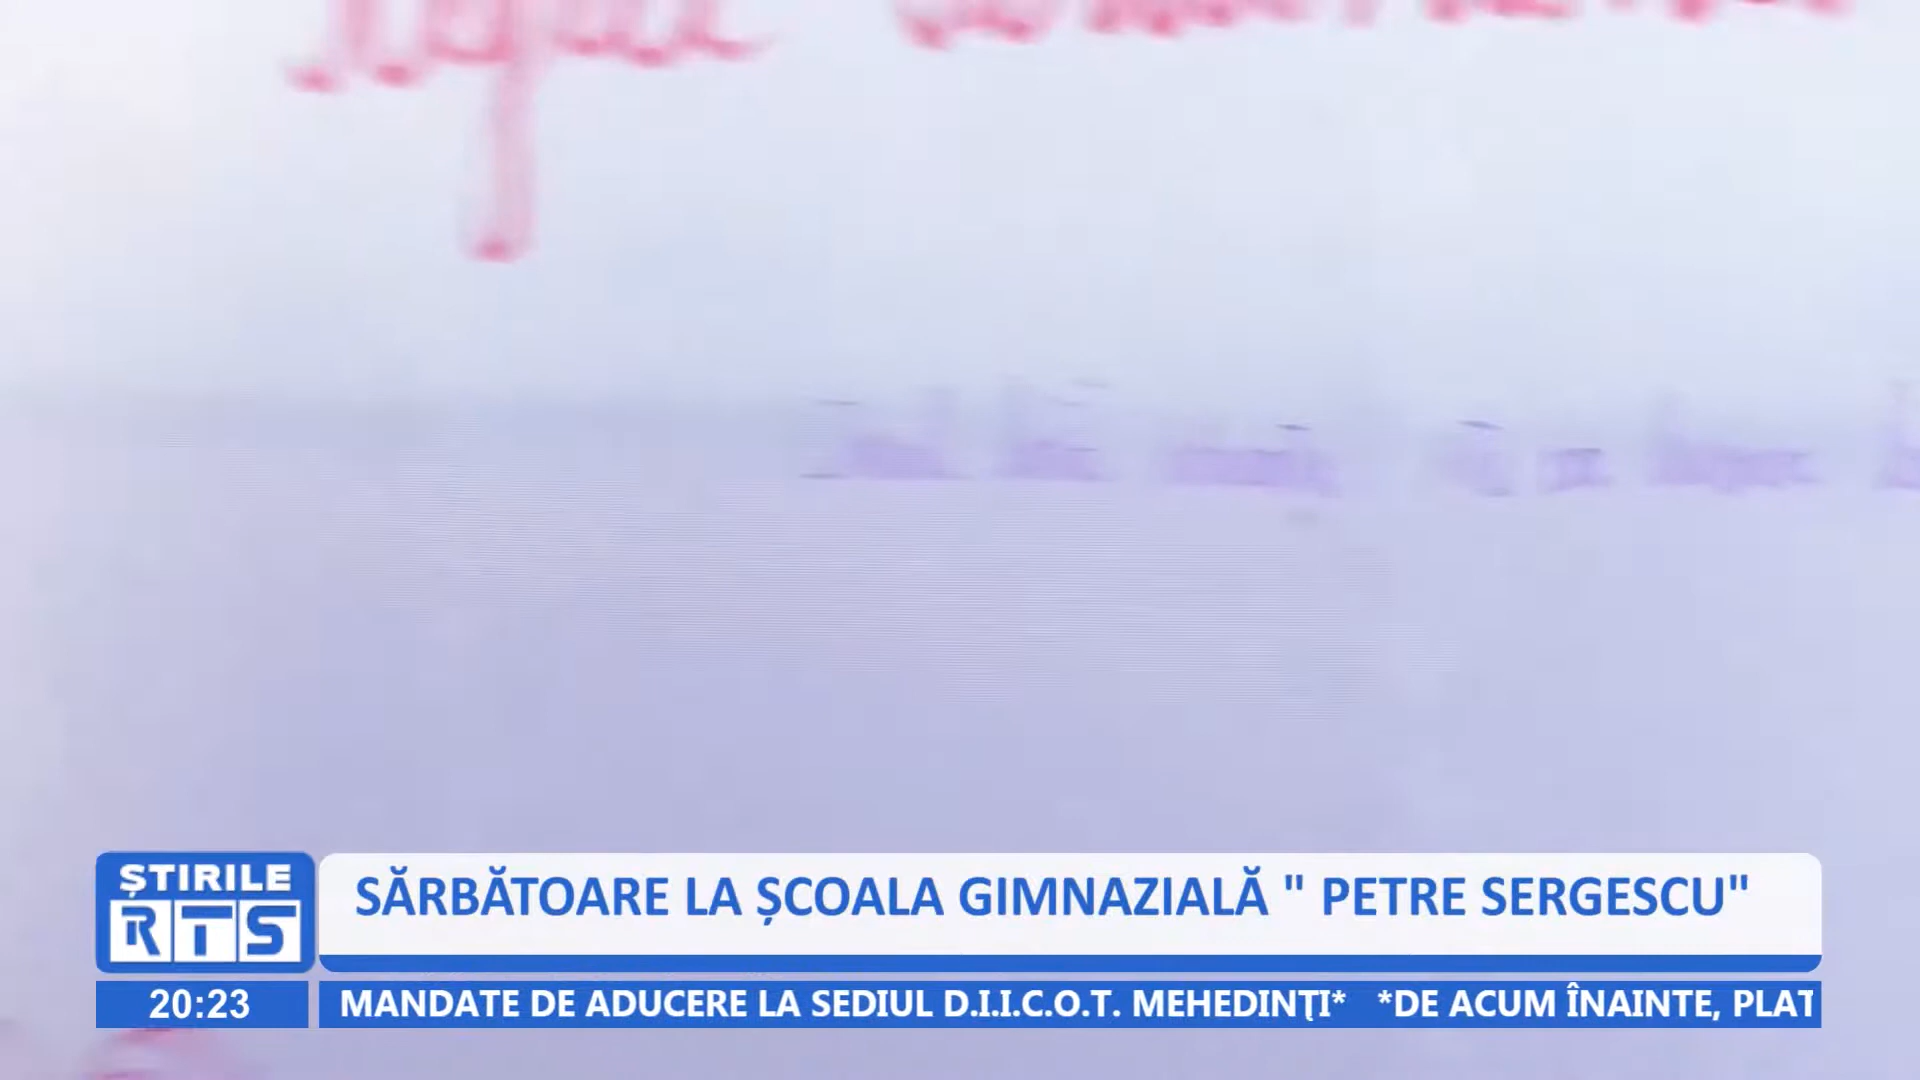 ȘTIRILE
RTS
SĂRBĂTOARE LA ȘCOALA GIMNAZIALĂ " PETRE SERGESCU"
20:23
MANDATE DE ADUCERE LA SEDIUL D.I.I.C.O.T. MEHEDINŢI* *DE ACUM ÎNAINTE, PLAT